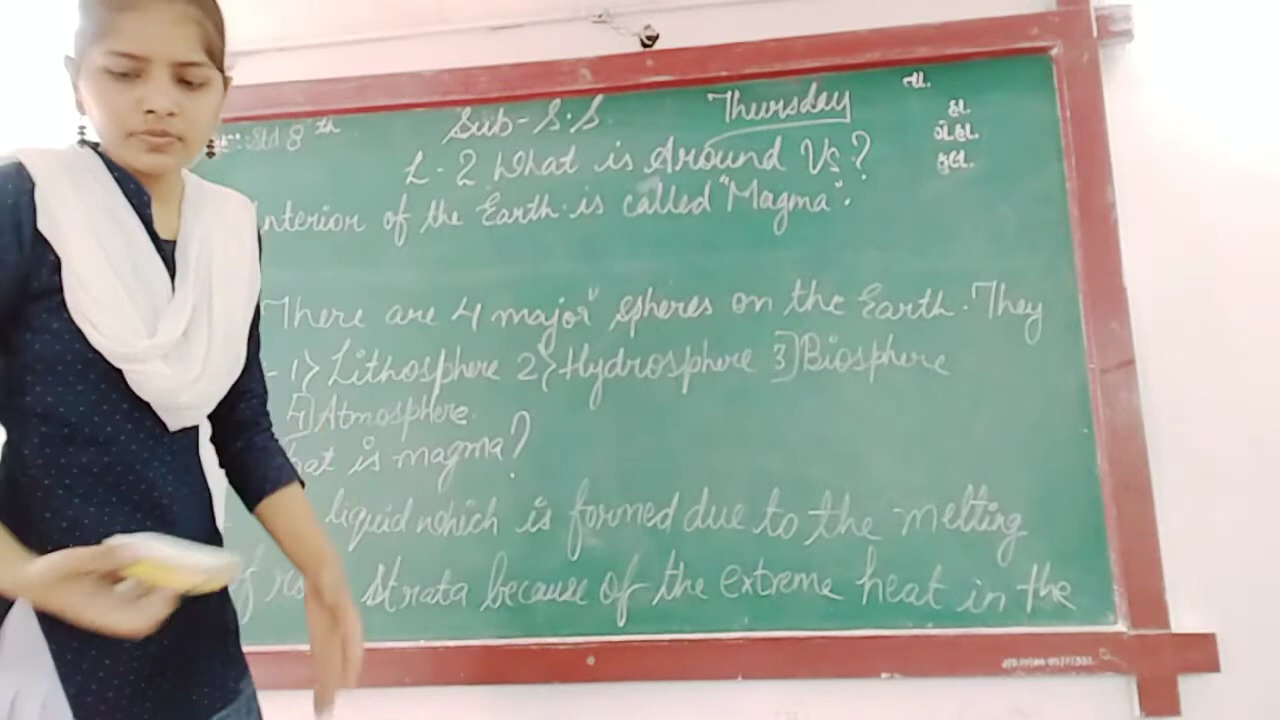 Std 8th
Sub-S.S
Thursday
તા.
L-2 What is Around Us?
હા.
ગે.હા.
કુલ.
Interior of the Earth is called "Magma".
There are 4 major spheres on the Earth. They
- 1> Lithosphere 2> Hydrosphere 3] Biosphere
4] Atmosphere
hat is magma?
liquid which is formed due to the melting
of strata because of the extreme heat in the